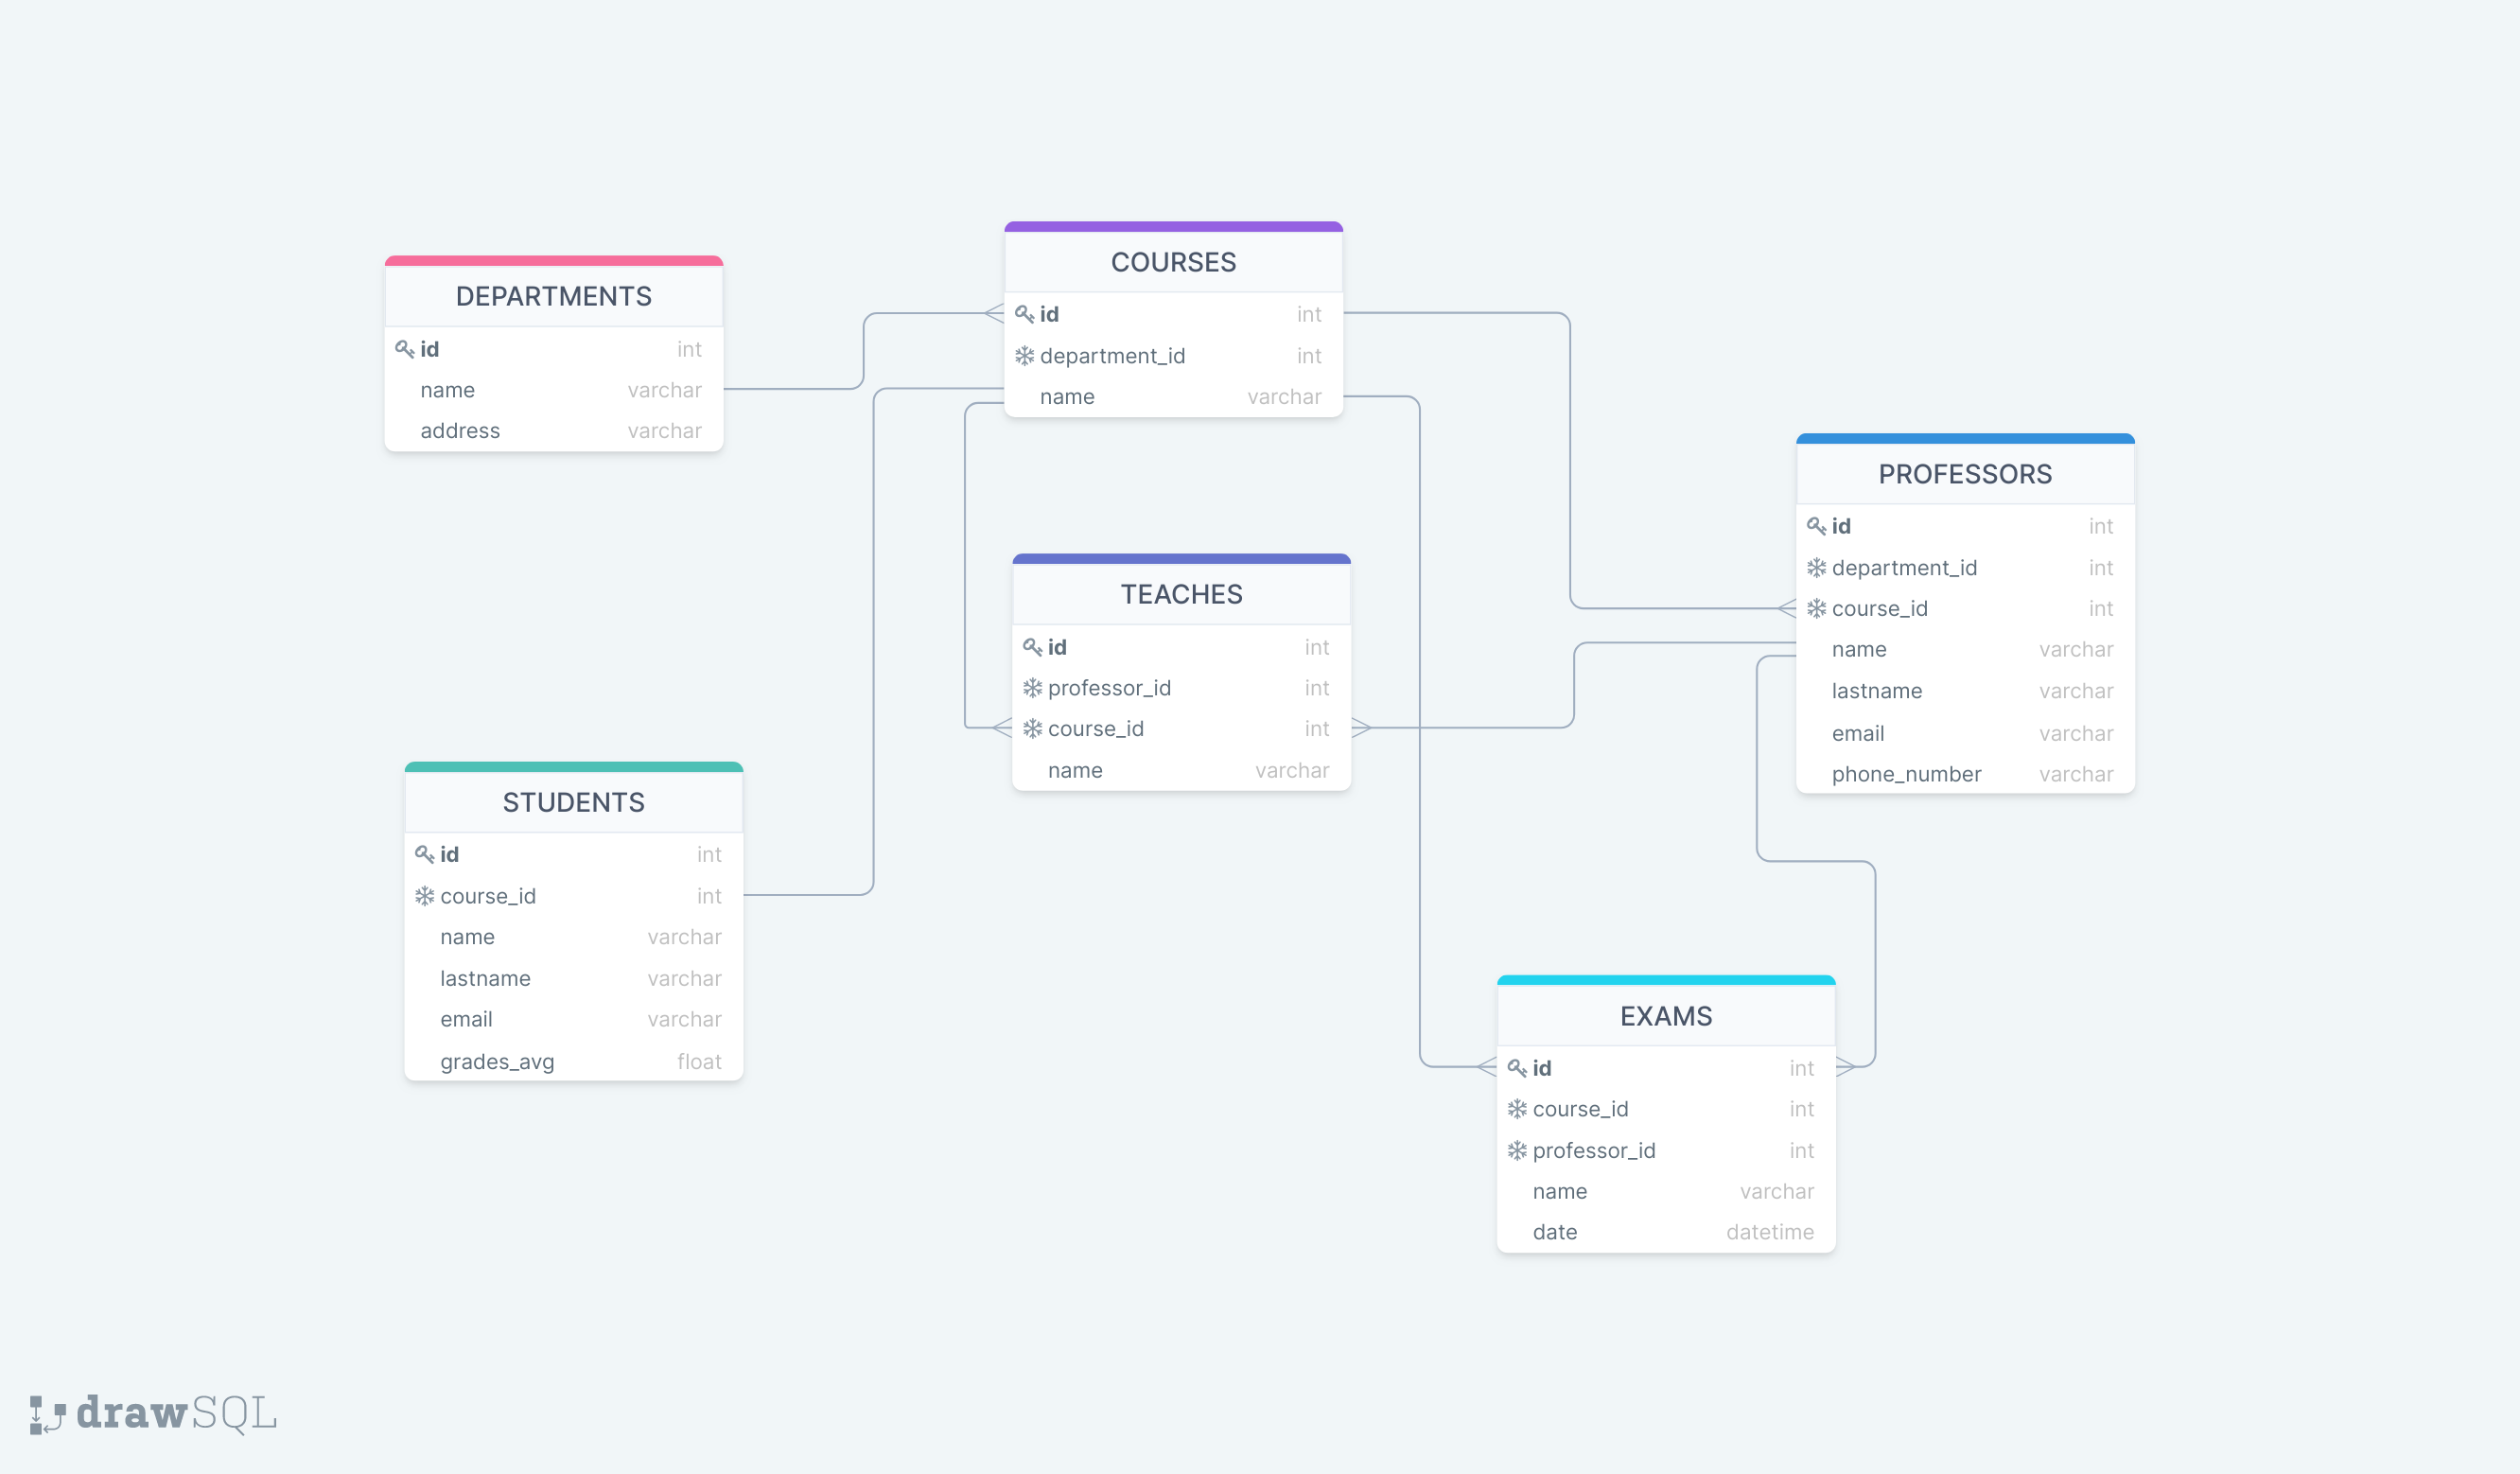 DEPARTMENTS
id int
name varchar
address varchar
COURSES
id int
department_id int
name varchar
PROFESSORS
id int
department_id int
course_id int
name varchar
lastname varchar
email varchar
phone_number varchar
TEACHES
id int
professor_id int
course_id int
name varchar
STUDENTS
id int
course_id int
name varchar
lastname varchar
email varchar
grades_avg float
EXAMS
id int
course_id int
professor_id int
name varchar
date datetime
drawSQL